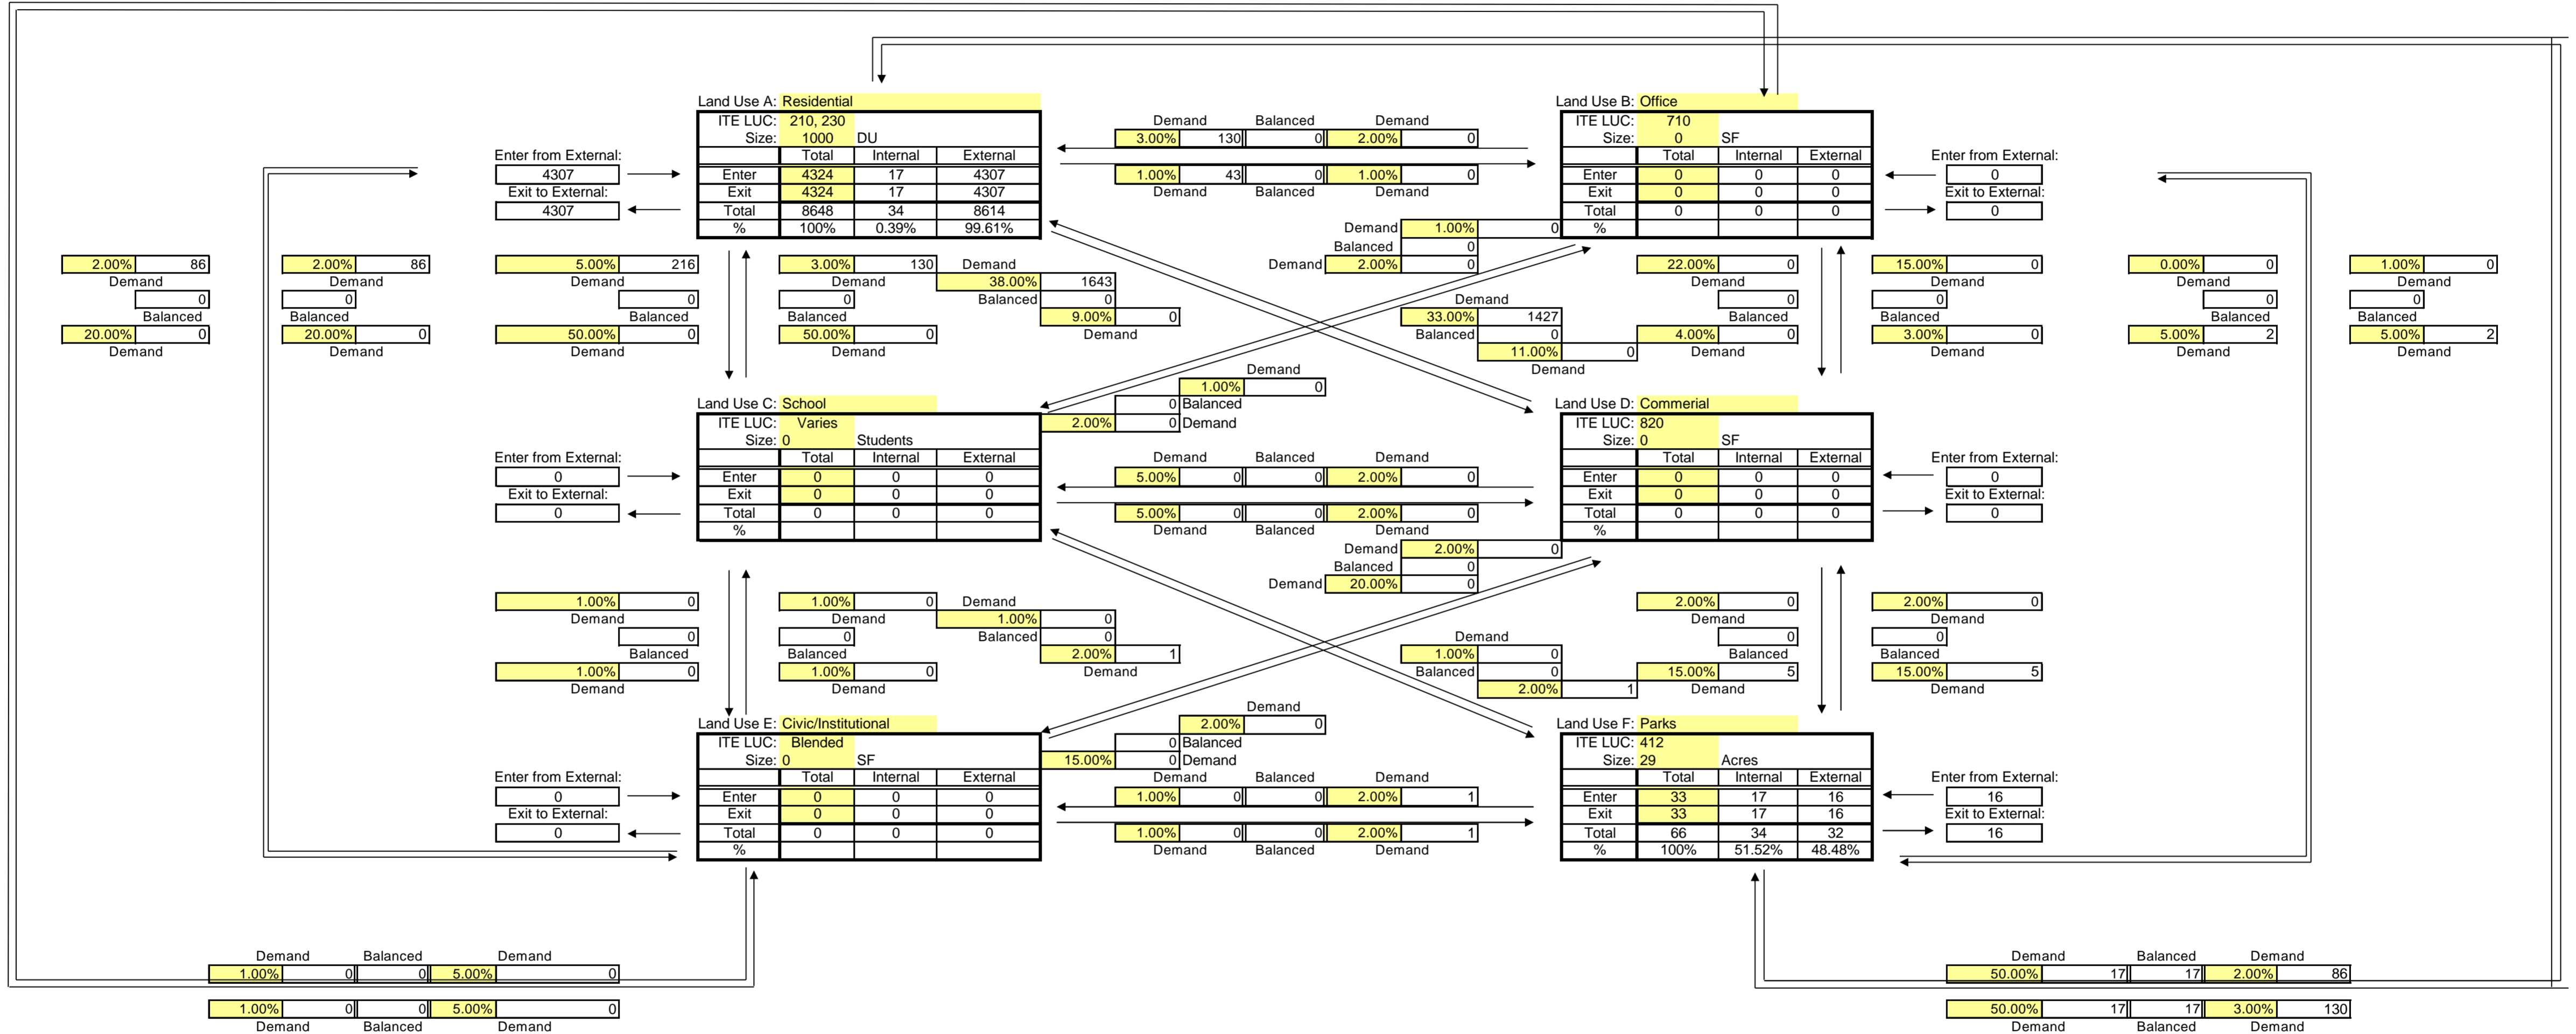 Land Use A: Residential
Land Use B: Office
ITE LUC: 210, 230
Demand Balanced Demand
ITE LUC: 710
Size: 1000 DU
3.00% 130 0 2.00% 0
Size: 0 SF
Enter from External:
Total Internal External
Total Internal External
Enter from External:
4307
Enter 4324 17 4307
1.00% 43 0 1.00% 0
Enter 0 0 0
0
Exit to External:
Exit 4324 17 4307
Demand Balanced Demand
Exit 0 0 0
Exit to External:
4307
Total 8648 34 8614
Total 0 0 0
0
% 100% 0.39% 99.61%
Demand 1.00% 0
%
Balanced 0
Demand 2.00% 0
2.00% 86
2.00% 86
5.00% 216
3.00% 130
Demand
22.00% 0
15.00% 0
0.00% 0
1.00% 0
Demand
Demand
Demand
Demand
38.00% 1643
Demand
Demand
Demand
Demand
0
0
0
0
Balanced 0
Demand
0
0
0
0
Balanced
Balanced
Balanced
Balanced
9.00% 0
33.00% 1427
Balanced
Balanced
Balanced
Balanced
20.00% 0
20.00% 0
50.00% 0
50.00% 0
Demand
Balanced 0
4.00% 0
3.00% 0
5.00% 2
5.00% 2
Demand
Demand
Demand
Demand
11.00% 0
Demand
Demand
Demand
Demand
Demand
Demand
1.00% 0
Land Use C: School
0 Balanced
Land Use D: Commerial
ITE LUC: Varies
2.00% 0 Demand
ITE LUC: 820
Size: 0 Students
Size: 0 SF
Enter from External:
Total Internal External
Demand Balanced Demand
Total Internal External
Enter from External:
0
Enter 0 0 0
5.00% 0 0 2.00% 0
Enter 0 0 0
0
Exit to External:
Exit 0 0 0
Exit 0 0 0
Exit to External:
0
Total 0 0 0
5.00% 0 0 2.00% 0
Total 0 0 0
0
%
Demand Balanced Demand
%
Demand 2.00% 0
Balanced 0
Demand 20.00% 0
1.00% 0
1.00% 0
Demand
2.00% 0
2.00% 0
Demand
Demand
1.00% 0
Demand
Demand
0
0
Balanced 0
Demand
0
0
Balanced
Balanced
2.00% 1
1.00% 0
Balanced
Balanced
1.00% 0
1.00% 0
Demand
Balanced 0
15.00% 5
15.00% 5
Demand
Demand
2.00% 1
Demand
Demand
Demand
Land Use E: Civic/Institutional
2.00% 0
Land Use F: Parks
ITE LUC: Blended
0 Balanced
ITE LUC: 412
Size: 0 SF
15.00% 0 Demand
Size: 29 Acres
Enter from External:
Total Internal External
Demand Balanced Demand
Total Internal External
Enter from External:
0
Enter 0 0 0
1.00% 0 0 2.00% 1
Enter 33 17 16
16
Exit to External:
Exit 0 0 0
Exit 33 17 16
Exit to External:
0
Total 0 0 0
1.00% 0 0 2.00% 1
Total 66 34 32
16
%
Demand Balanced Demand
% 100% 51.52% 48.48%
Demand Balanced Demand
Demand Balanced Demand
1.00% 0 0 5.00% 0
50.00% 17 17 2.00% 86
1.00% 0 0 5.00% 0
50.00% 17 17 3.00% 130
Demand Balanced Demand
Demand Balanced Demand